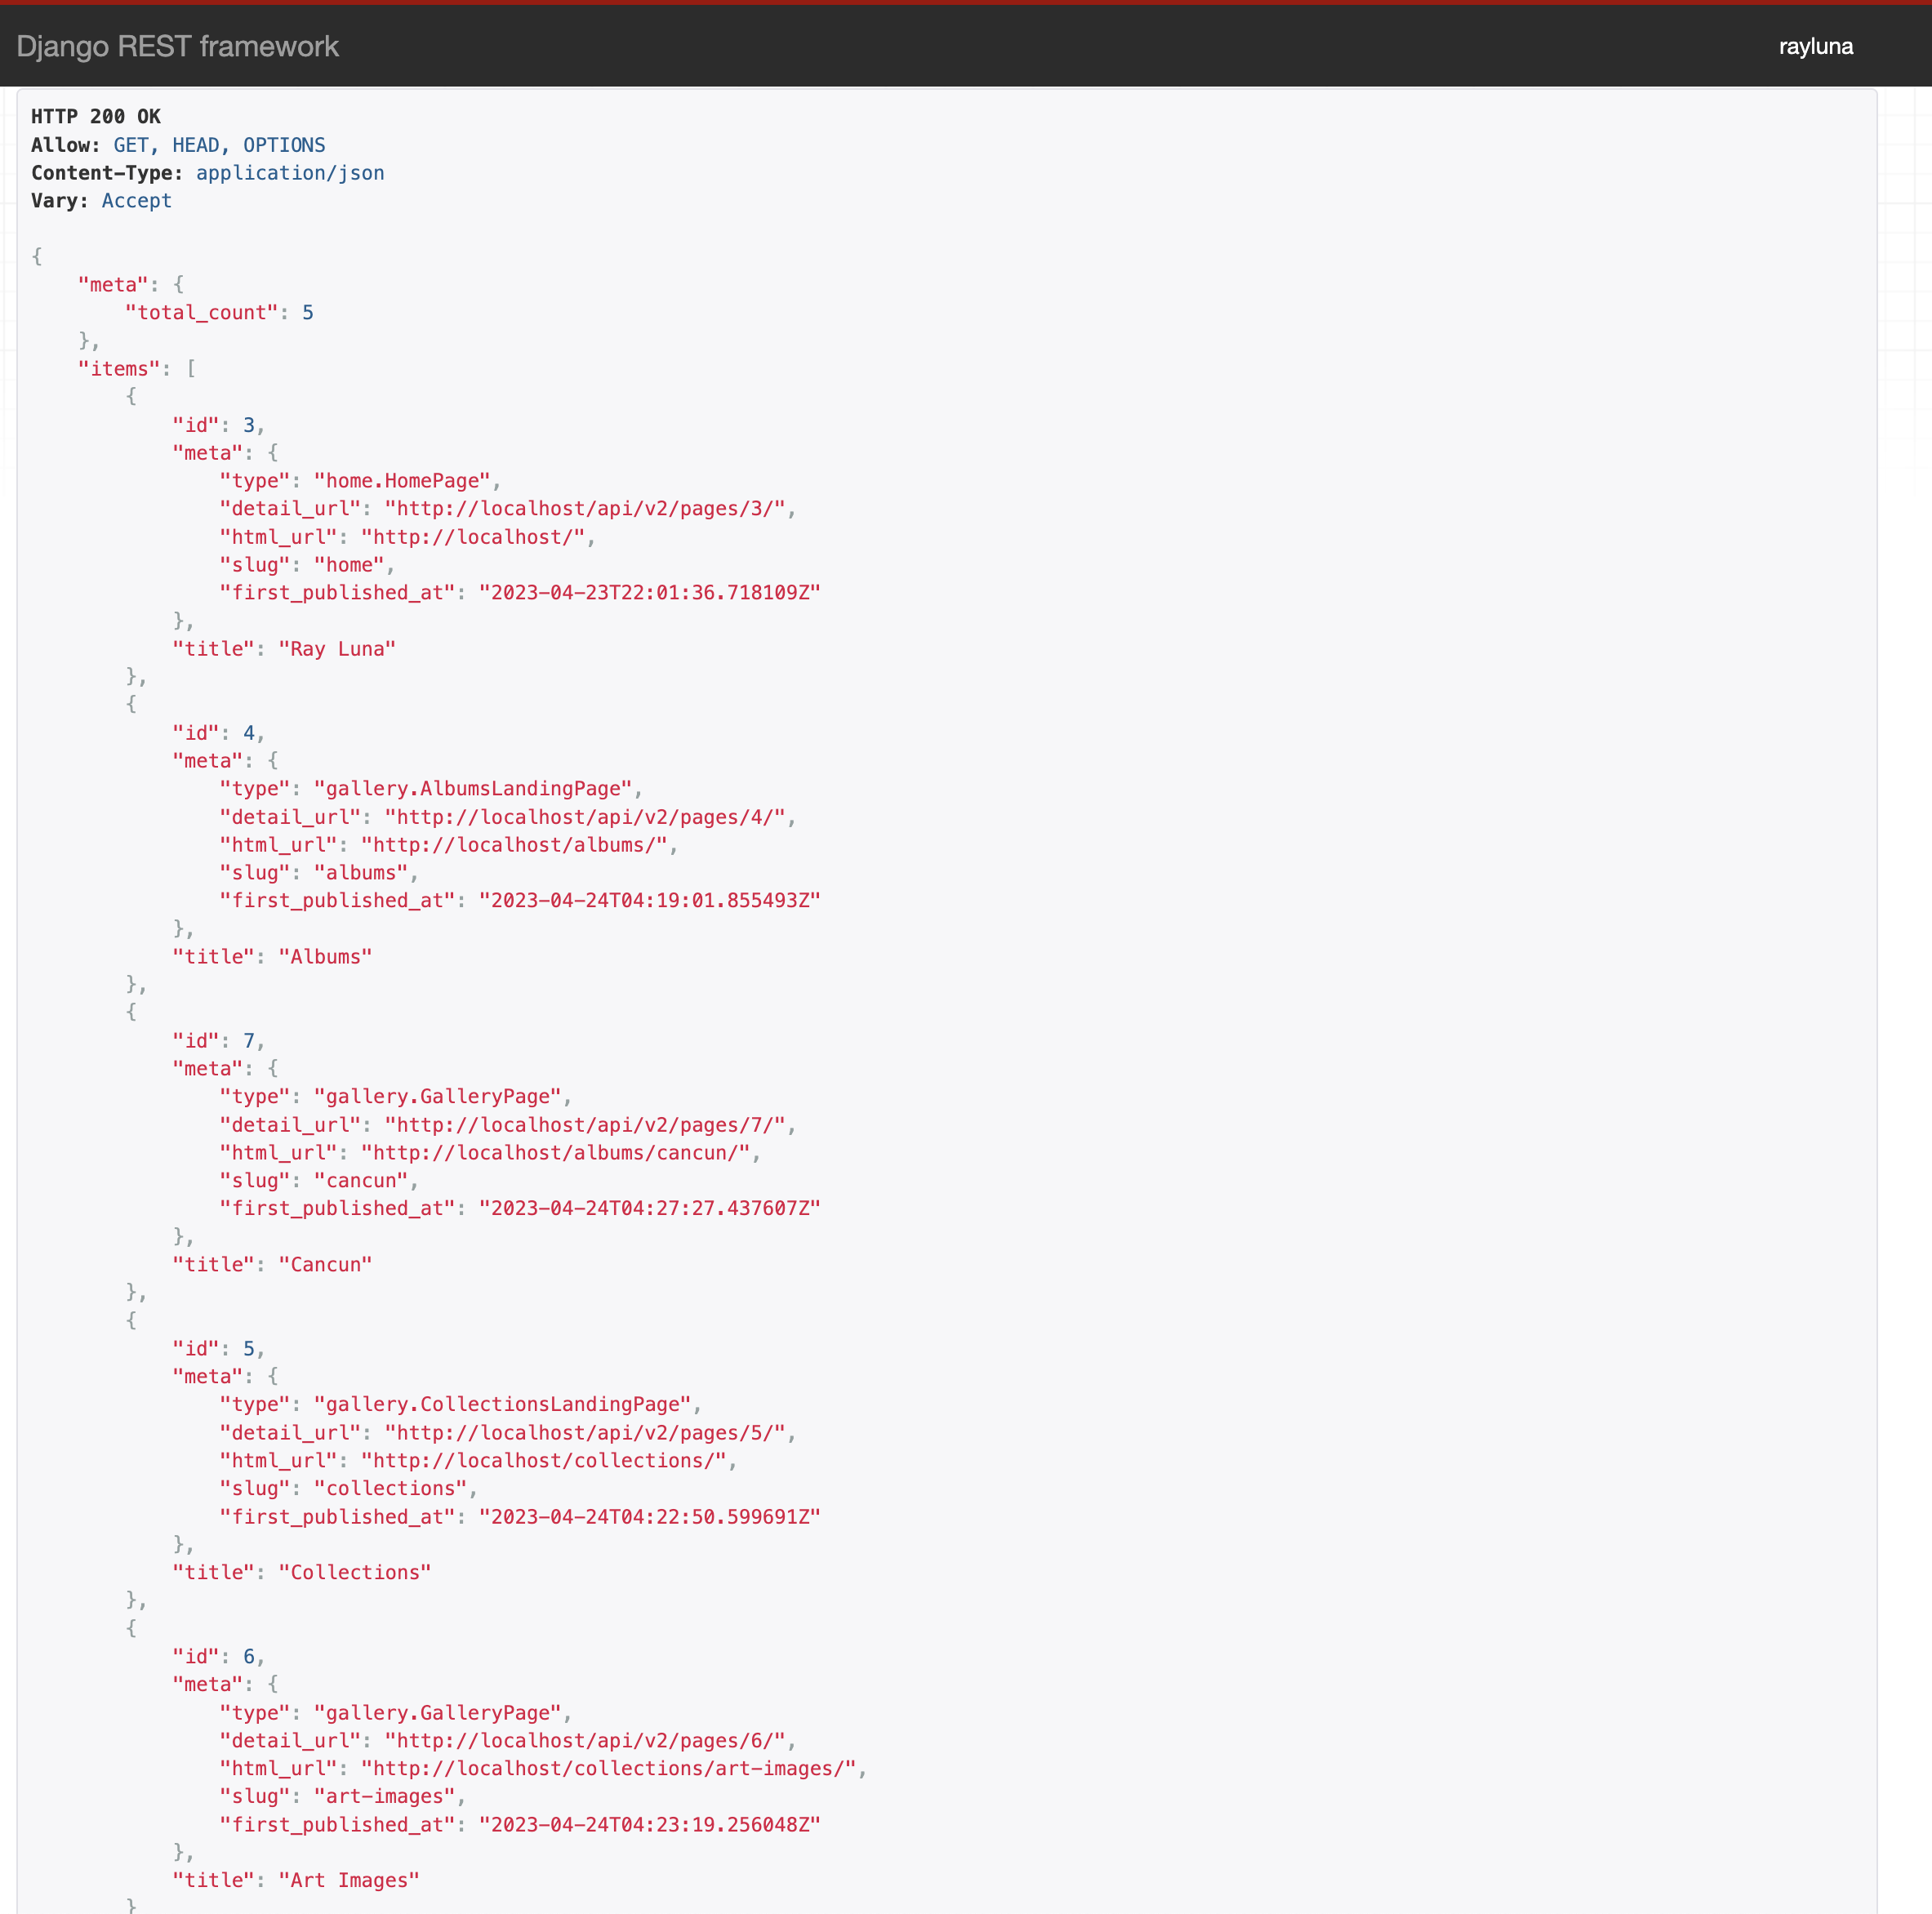 Django REST framework
rayluna
HTTP 200 OK
Allow: GET, HEAD, OPTIONS
Content-Type: application/json
Vary: Accept
{
"meta": {
"total_count": 5
},
"items": [
{
"id": 3,
"meta": {
"type": "home.HomePage",
"detail_url": "http://localhost/api/v2/pages/3/",
"html_url": "http://localhost/",
"slug": "home",
"first_published_at": "2023-04-23T22:01:36.718109Z"
},
"title": "Ray Luna"
},
{
"id": 4,
"meta": {
"type": "gallery.AlbumsLandingPage",
"detail_url": "http://localhost/api/v2/pages/4/",
"html_url": "http://localhost/albums/",
"slug": "albums",
"first_published_at": "2023-04-24T04:19:01.855493Z"
},
"title": "Albums"
},
{
"id": 7,
"meta": {
"type": "gallery.GalleryPage",
"detail_url": "http://localhost/api/v2/pages/7/",
"html_url": "http://localhost/albums/cancun/",
"slug": "cancun",
"first_published_at": "2023-04-24T04:27:27.437607Z"
},
"title": "Cancun"
},
{
"id": 5,
"meta": {
"type": "gallery.CollectionsLandingPage",
"detail_url": "http://localhost/api/v2/pages/5/",
"html_url": "http://localhost/collections/",
"slug": "collections",
"first_published_at": "2023-04-24T04:22:50.599691Z"
},
"title": "Collections"
},
{
"id": 6,
"meta": {
"type": "gallery.GalleryPage",
"detail_url": "http://localhost/api/v2/pages/6/",
"html_url": "http://localhost/collections/art-images/",
"slug": "art-images",
"first_published_at": "2023-04-24T04:23:19.256048Z"
},
"title": "Art Images"
}